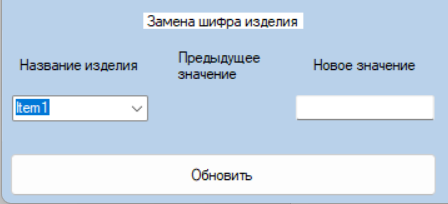 Замена шифра изделия
Название изделия
Предыдущее
значение
Новое значение
Item1
Обновить